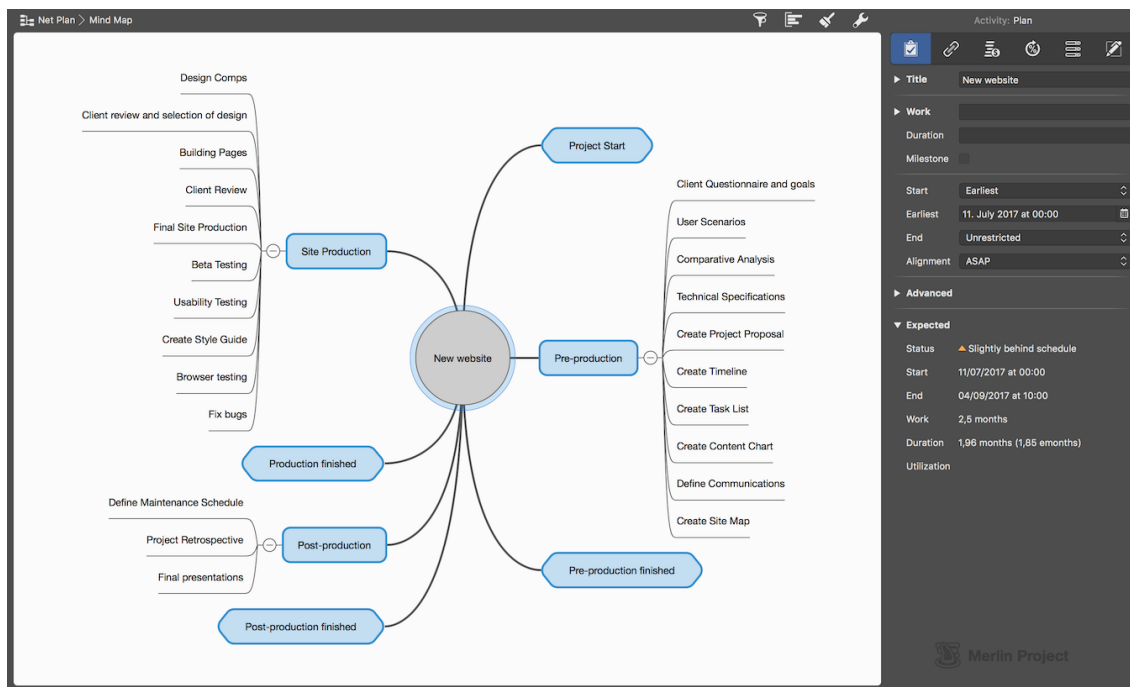 Net Plan > Mind Map
Activity: Plan
Design Comps
Client review and selection of design
Building Pages
Client Review
Final Site Production
Beta Testing
Usability Testing
Create Style Guide
Browser testing
Fix bugs
Site Production
Production finished
Define Maintenance Schedule
Project Retrospective
Final presentations
Post-production
Post-production finished
New website
Project Start
Pre-production
Client Questionnaire and goals
User Scenarios
Comparative Analysis
Technical Specifications
Create Project Proposal
Create Timeline
Create Task List
Create Content Chart
Define Communications
Create Site Map
Pre-production finished
Title New website
Work
Duration
Milestone
Start Earliest
Earliest 11. July 2017 at 00:00
End Unrestricted
Alignment ASAP
Advanced
Expected
Status Slightly behind schedule
Start 11/07/2017 at 00:00
End 04/09/2017 at 10:00
Work 2,5 months
Duration 1,96 months (1,85 emonths)
Utilization
Merlin Project